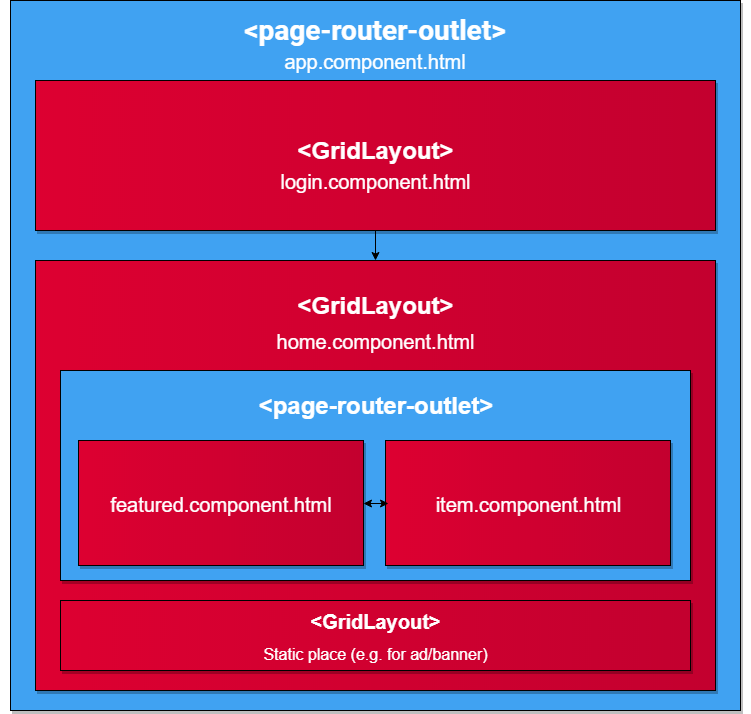 <page-router-outlet>
app.component.html
<GridLayout>
login.component.html
<GridLayout>
home.component.html
<page-router-outlet>
featured.component.html
item.component.html
<GridLayout>
Static place (e.g. for ad/banner)